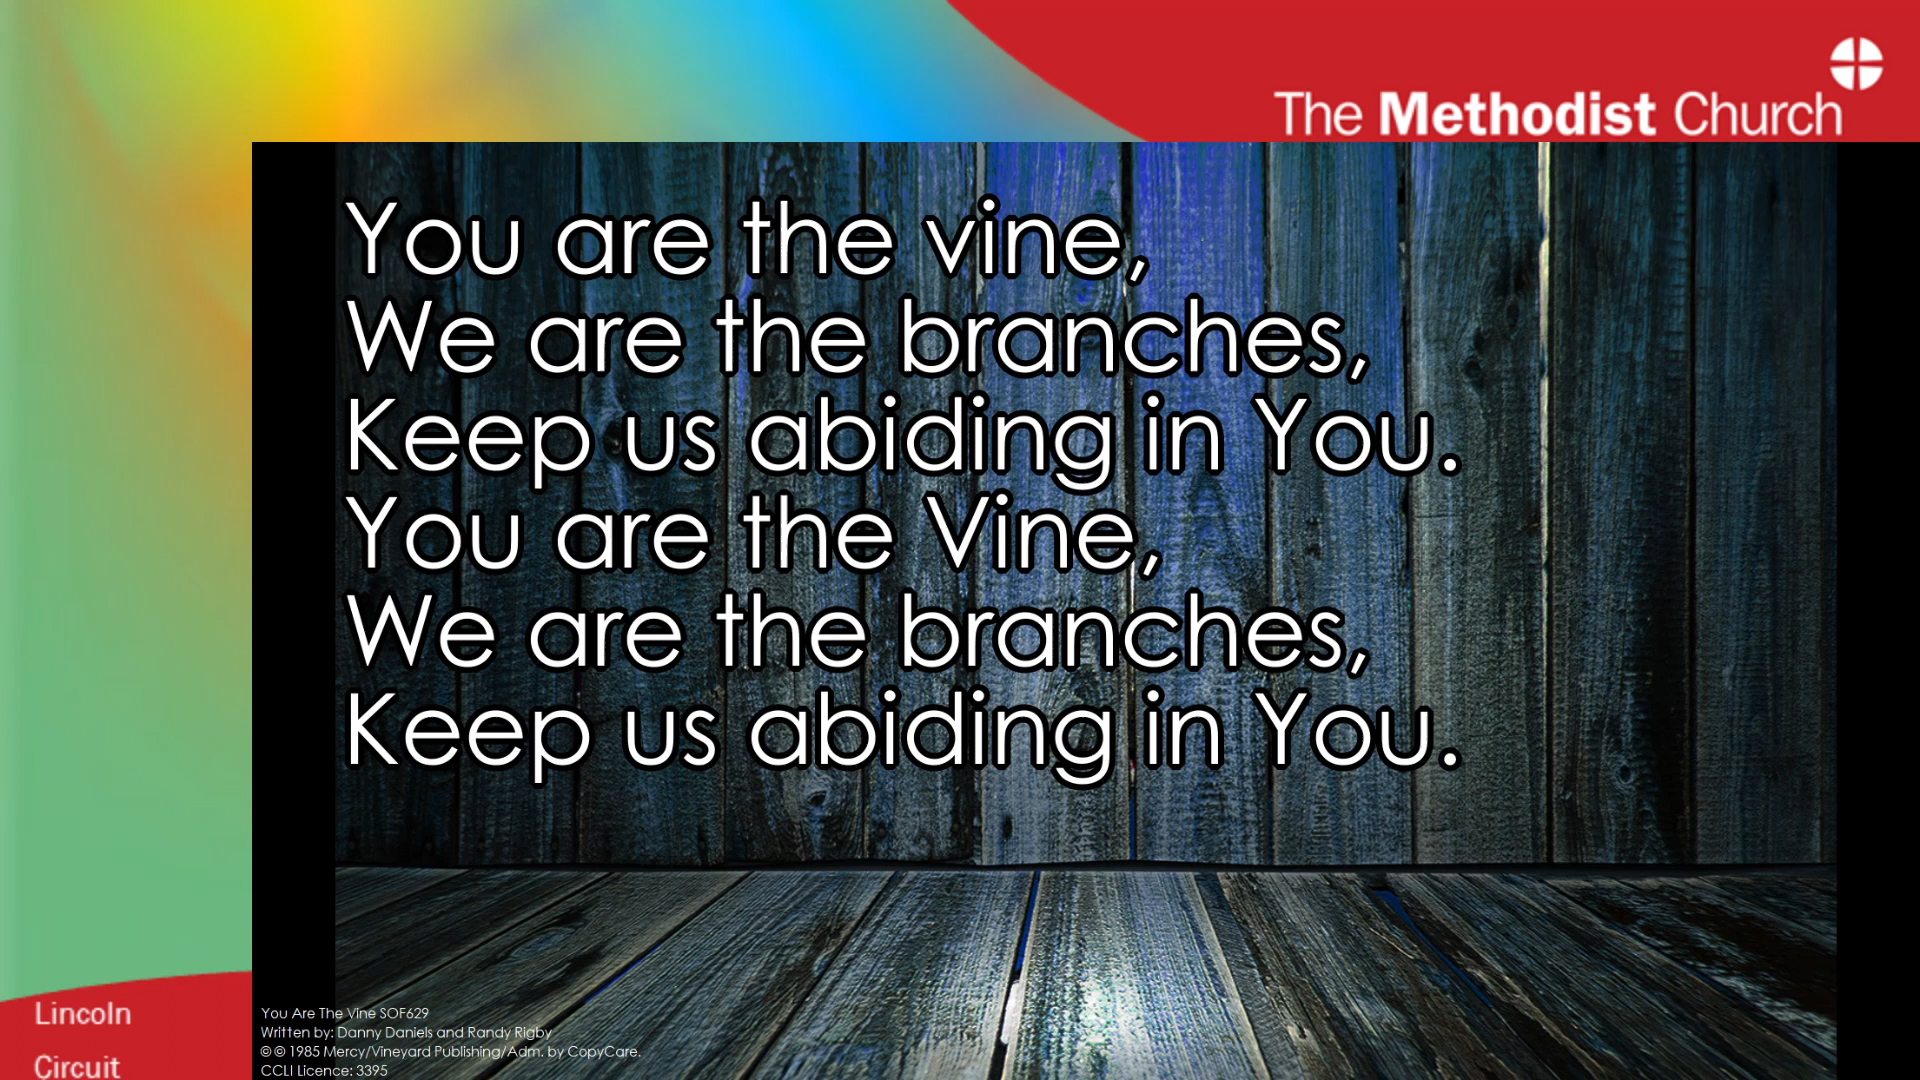 The Methodist Church
You are the vine,
We are the branches,
Keep us abiding in You.
You are the Vine,
We are the branches,
Keep us abiding in You.
Lincoln
Circuit
You Are The Vine SOF629
Written by: Danny Daniels and Randy Rigby
© © 1985 Mercy/Vineyard Publishing/Adm. by CopyCare.
CCLI Licence: 3395